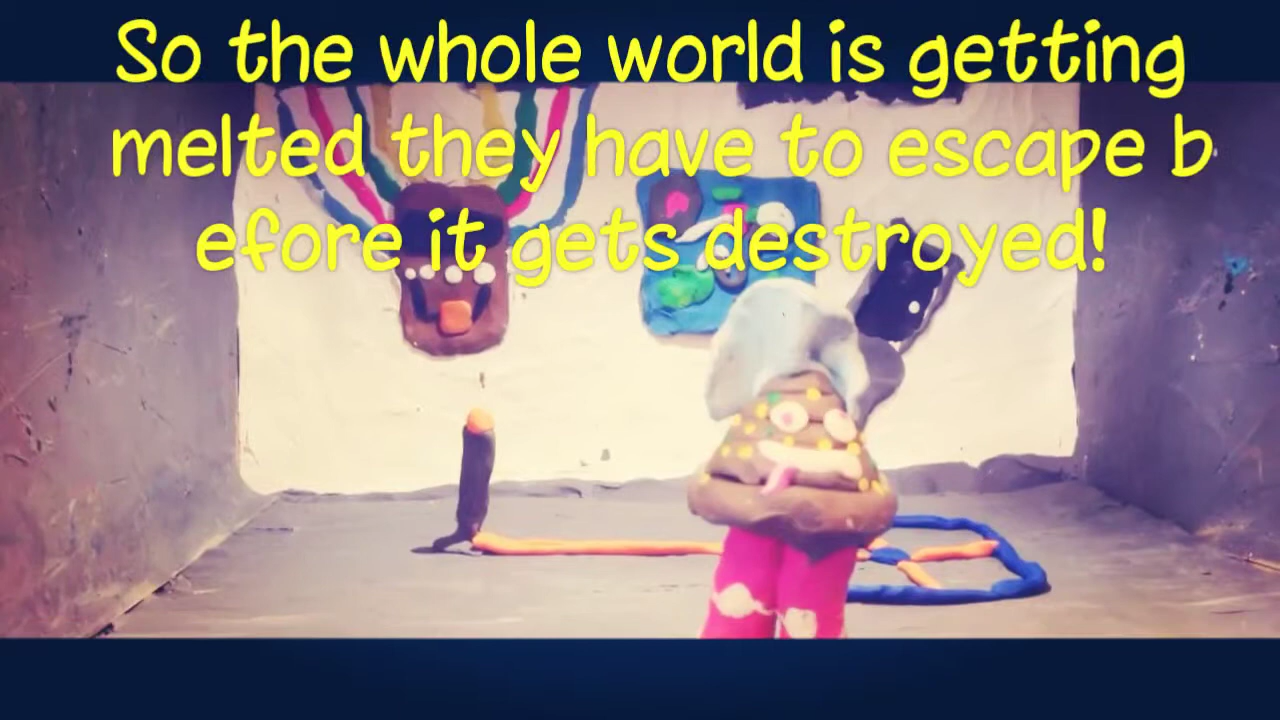 So the whole world is getting
melted they have to escape b
efore it gets destroyed!